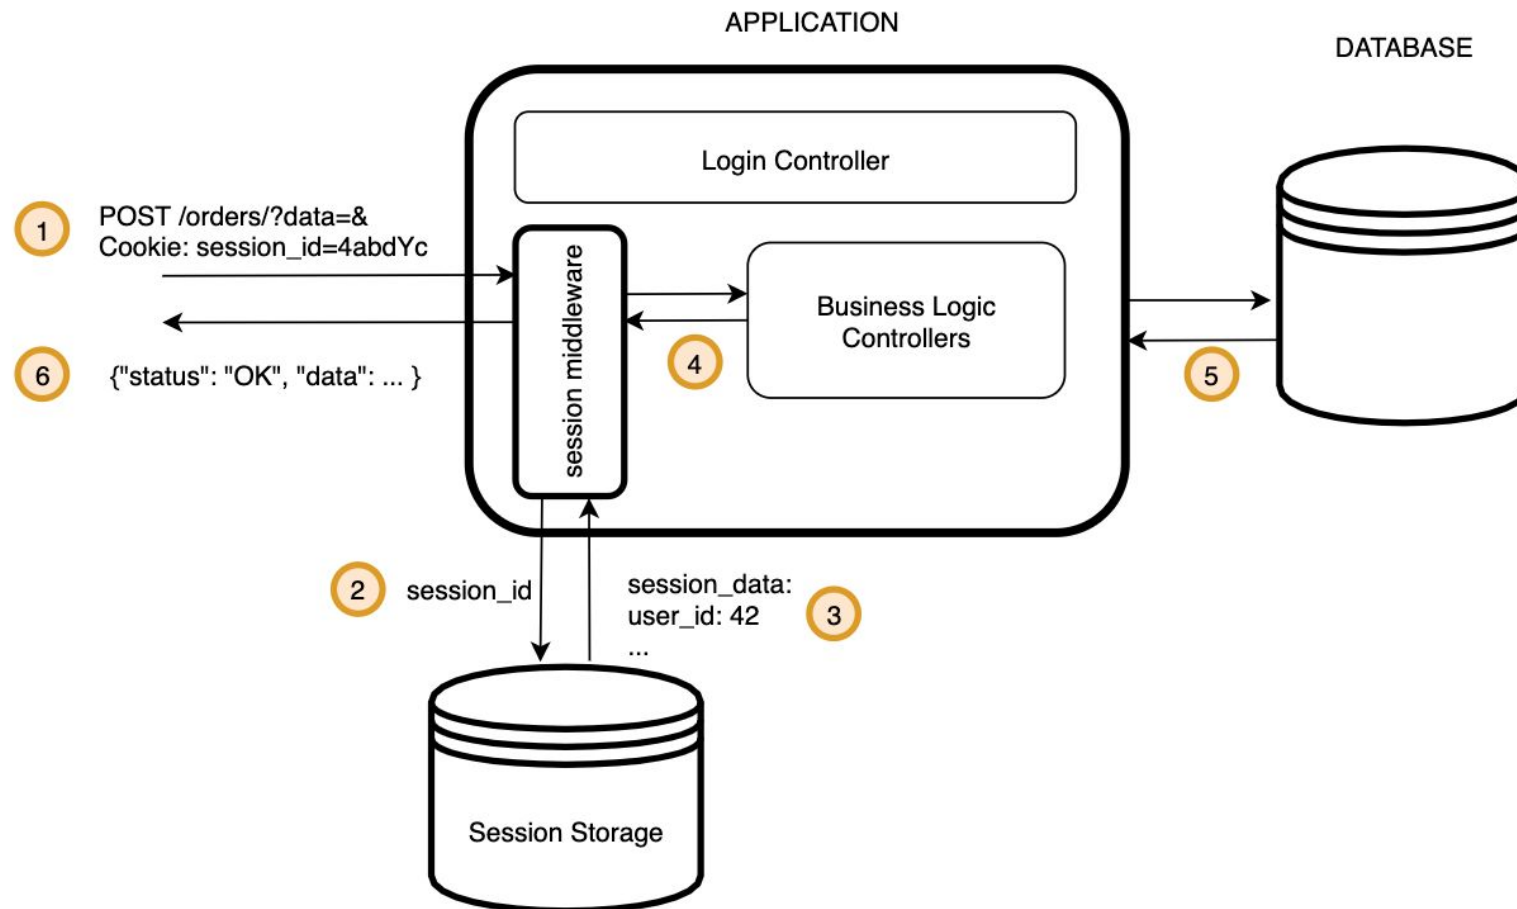 APPLICATION
DATABASE
Login Controller
1
POST /orders/?data=&
Cookie: session_id=4abdYc
session middleware
Business Logic
Controllers
4
5
6
{"status": "OK", "data": ... }
2
session_id
session_data:
user_id: 42
...
3
Session Storage